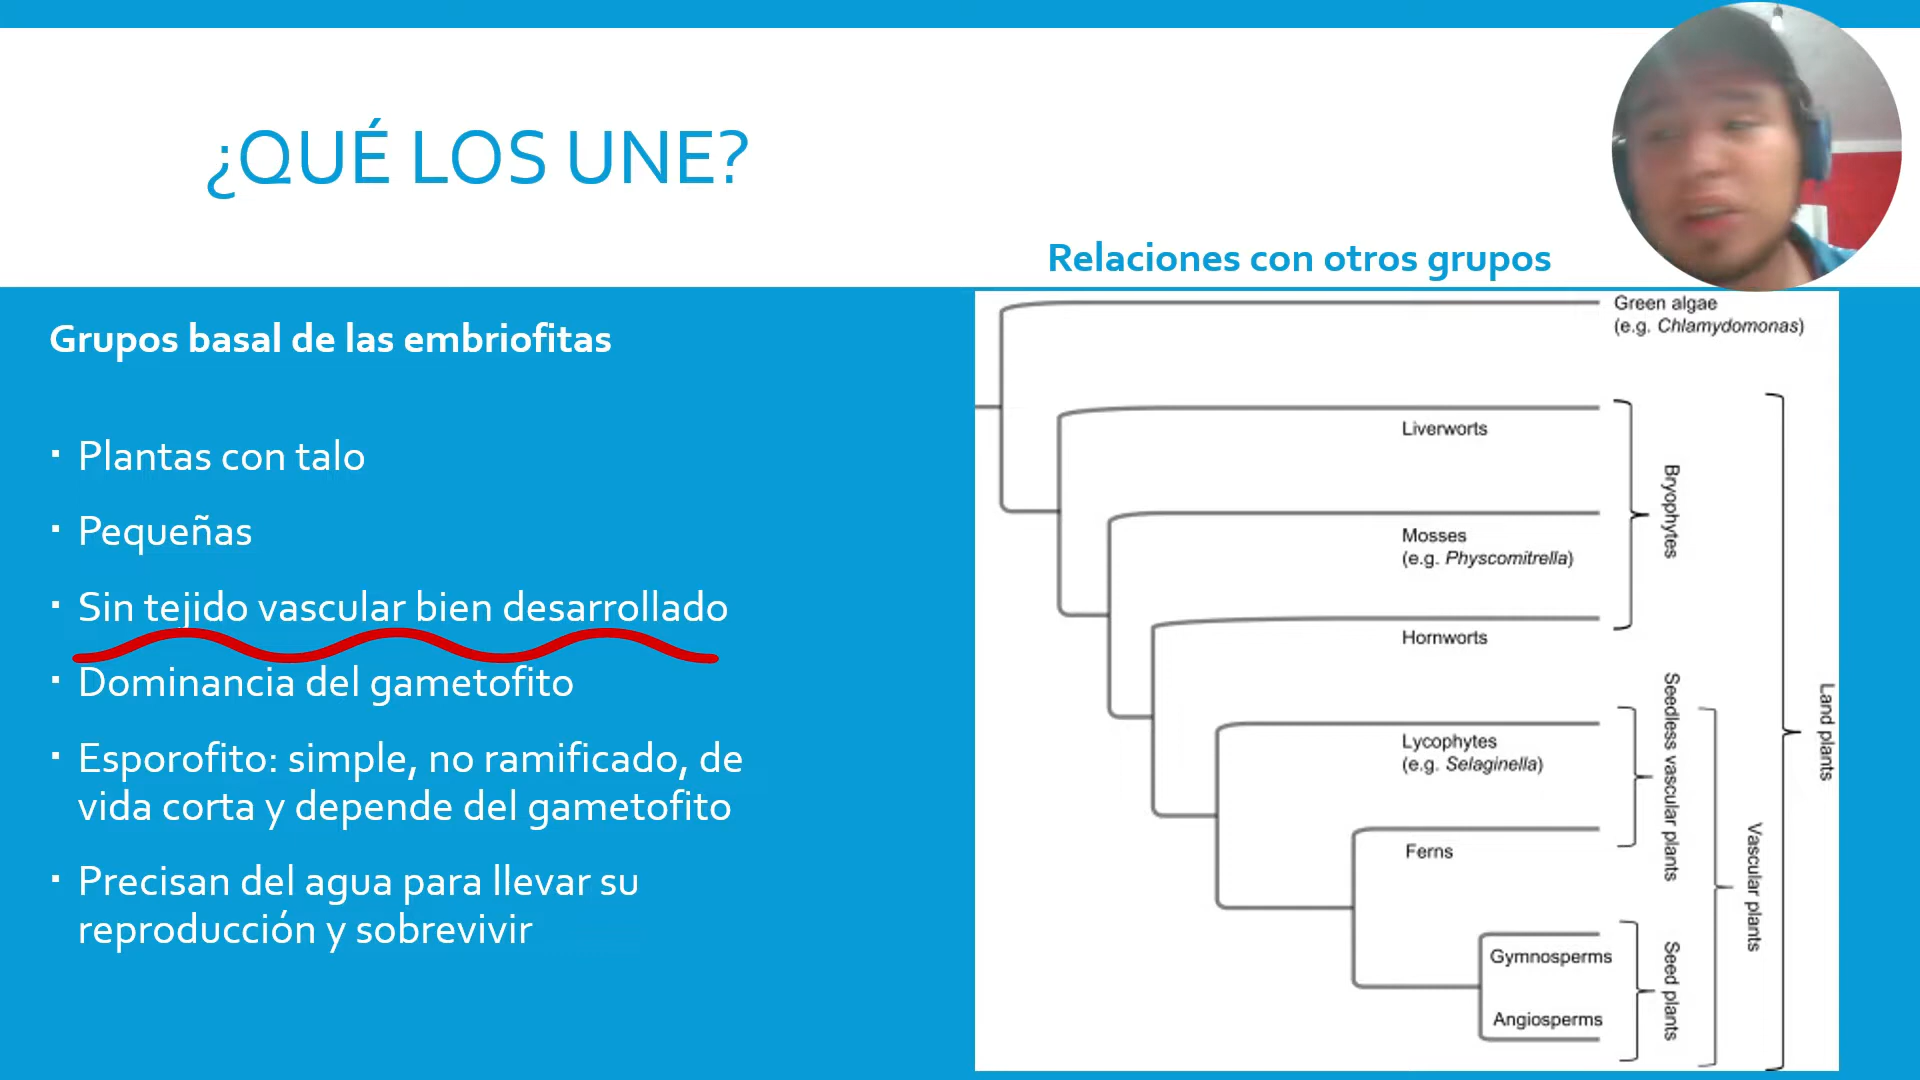 ¿QUÉ LOS UNE?
Relaciones con otros grupos
Grupos basal de las embriofitas
▪ Plantas con talo
▪ Pequeñas
▪ Sin tejido vascular bien desarrollado
▪ Dominancia del gametofito
▪ Esporofito: simple, no ramificado, de
vida corta y depende del gametofito
▪ Precisan del agua para llevar su
reproducción y sobrevivir
Green algae
(e.g. Chlamydomonas)
Liverworts
Mosses
(e.g. Physcomitrella)
Hornworts
Lycophytes
(e.g. Selaginella)
Ferns
Gymnosperms
Angiosperms
Bryophytes
Seedless vascular plants
Seed plants
Vascular plants
Land plants